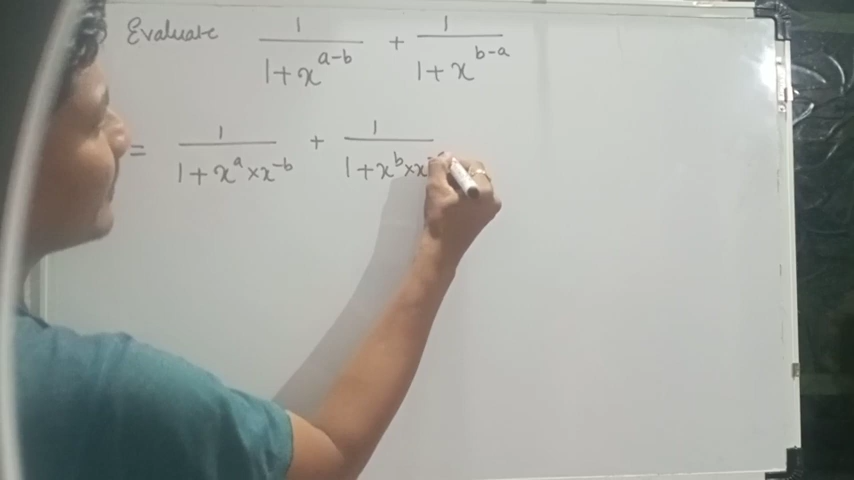 Evaluate 1/(1+x^(a-b)) + 1/(1+x^(b-a))
= 1/(1+x^a×x^-b) + 1/(1+x^b×x